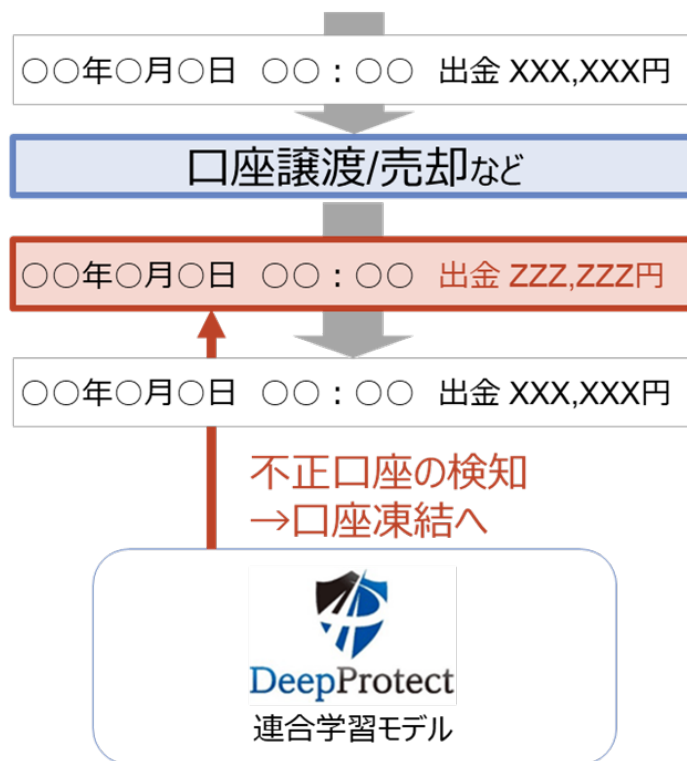 ○○年○月○日 ○○：○○ 出金 XXX,XXX円
口座譲渡/売却など
○○年○月○日 ○○：○○ 出金 ZZZ,ZZZ円
○○年○月○日 ○○：○○ 出金 XXX,XXX円
不正口座の検知
→口座凍結へ
DeepProtect
連合学習モデル